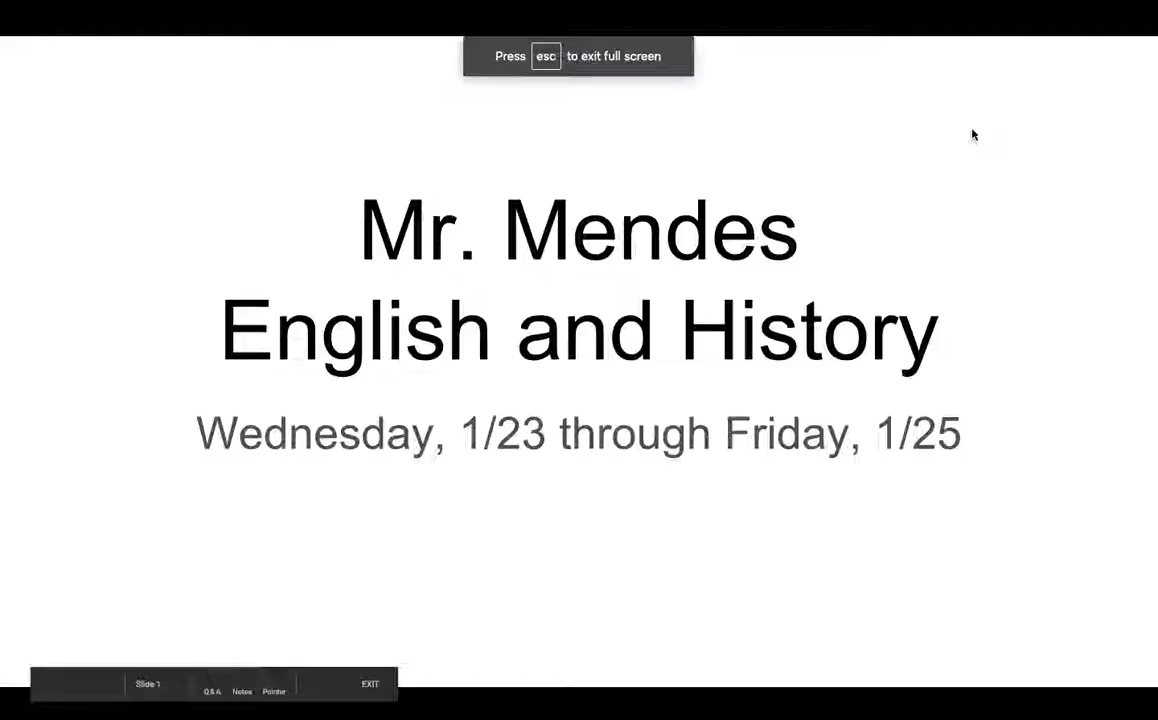 Press esc to exit full screen
Mr. Mendes
English and History
Wednesday, 1/23 through Friday, 1/25
Slide 1 Q&A Notes Pointer EXIT